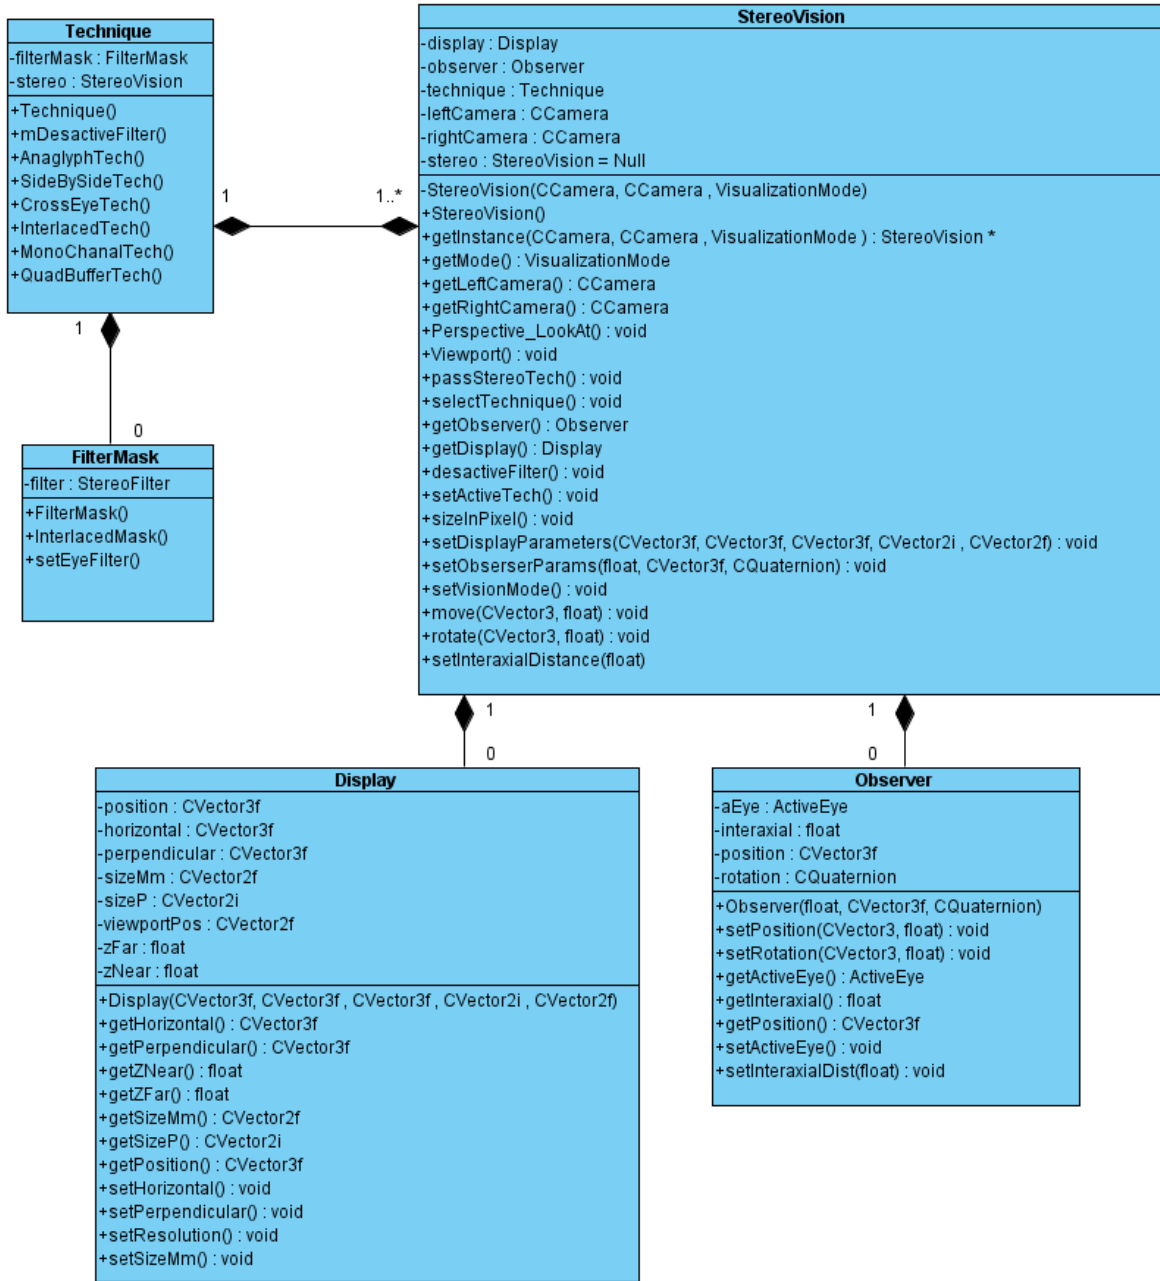 Technique
-filterMask : FilterMask
-stereo : StereoVision
+Technique()
+mDesactiveFilter()
+AnaglyphTech()
+SideBySideTech()
+CrossEyeTech()
+InterlacedTech()
+MonoChanalTech()
+QuadBufferTech()
1
1..*
StereoVision
-display : Display
-observer : Observer
-technique : Technique
-leftCamera : CCamera
-rightCamera : CCamera
-stereo : StereoVision = Null
-StereoVision(CCamera, CCamera , VisualizationMode)
+StereoVision()
+getInstance(CCamera, CCamera , VisualizationMode ) : StereoVision *
+getMode() : VisualizationMode
+getLeftCamera() : CCamera
+getRightCamera() : CCamera
+Perspective_LookAt() : void
+Viewport() : void
+passStereoTech() : void
+selectTechnique() : void
+getObserver() : Observer
+getDisplay() : Display
+desactiveFilter() : void
+setActiveTech() : void
+sizeInPixel() : void
+setDisplayParameters(CVector3f, CVector3f, CVector3f, CVector2i , CVector2f) : void
+setObserserParams(float, CVector3f, CQuaternion) : void
+setVisionMode() : void
+move(CVector3, float) : void
+rotate(CVector3, float) : void
+setInteraxialDistance(float)
1
0
FilterMask
-filter : StereoFilter
+FilterMask()
+InterlacedMask()
+setEyeFilter()
1
0
1
0
Display
-position : CVector3f
-horizontal : CVector3f
-perpendicular : CVector3f
-sizeMm : CVector2f
-sizeP : CVector2i
-viewportPos : CVector2f
-zFar : float
-zNear : float
+Display(CVector3f, CVector3f , CVector3f , CVector2i , CVector2f)
+getHorizontal() : CVector3f
+getPerpendicular() : CVector3f
+getZNear() : float
+getZFar() : float
+getSizeMm() : CVector2f
+getSizeP() : CVector2i
+getPosition() : CVector3f
+setHorizontal() : void
+setPerpendicular() : void
+setResolution() : void
+setSizeMm() : void
Observer
-aEye : ActiveEye
-interaxial : float
-position : CVector3f
-rotation : CQuaternion
+Observer(float, CVector3f, CQuaternion)
+setPosition(CVector3, float) : void
+setRotation(CVector3, float) : void
+getActiveEye() : ActiveEye
+getInteraxial() : float
+getPosition() : CVector3f
+setActiveEye() : void
+setInteraxialDist(float) : void